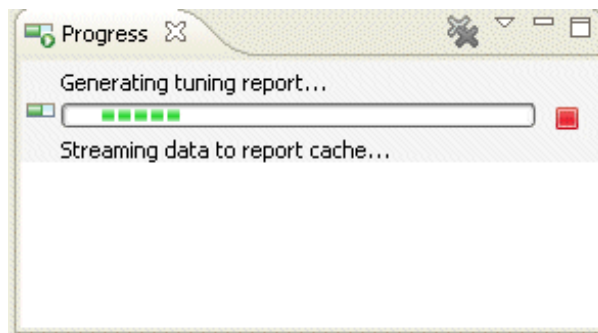 Progress
Generating tuning report...
Streaming data to report cache...